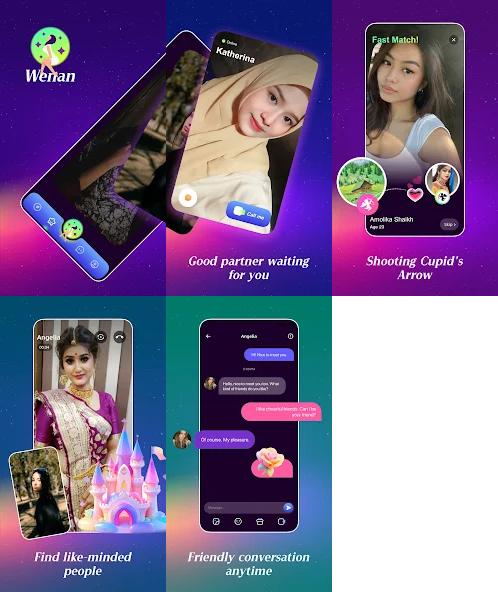 Wenan
Online
Katherina
Call me
Good partner waiting
for you
Fast Match!
Amolika Shaikh
Age 23
Skip
Shooting Cupid's
Arrow
Angelia
00:34
Find like-minded
people
Angelia
Hi! Nice to meet you.
Hello, nice to meet you too. What
kind of friends do you like?
I like cheerful friends. Can I be
your friend?
Of course. My pleasure.
Message...
Friendly conversation
anytime